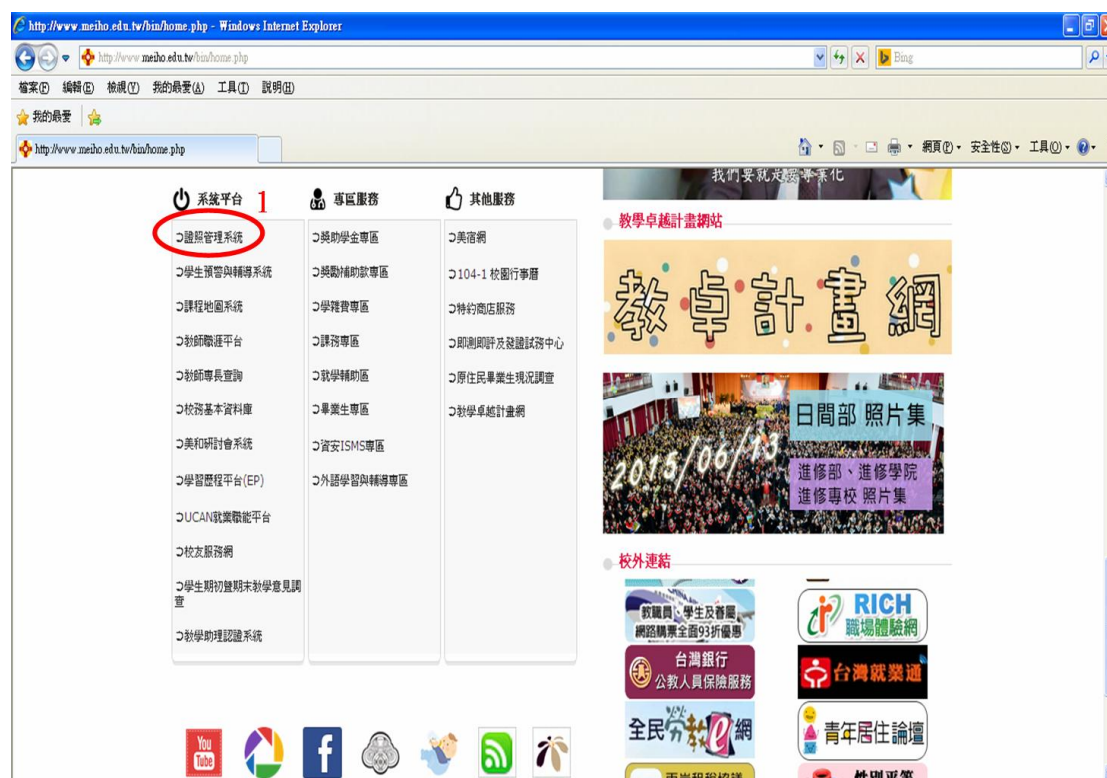 http://www.meiho.edu.tw/bin/home.php - Windows Internet Explorer
http://www.meiho.edu.tw/bin/home.php
Bing
檔案(F) 編輯(E) 檢視(V) 我的最愛(A) 工具(T) 說明(H)
我的最愛
http://www.meiho.edu.tw/bin/home.php
網頁(P) 安全性(S) 工具(O)
系統平台
1
證照管理系統
學生預警與輔導系統
課程地圖系統
教師職涯平台
教師專長查詢
校務基本資料庫
美和研討會系統
學習歷程平台(EP)
UCAN就業職能平台
校友服務網
學生期初暨期末教學意見調
查
教學助理認證系統
專區服務
獎助學金專區
獎勵補助款專區
學雜費專區
課務專區
就學輔助區
畢業生專區
資安ISMS專區
外語學習與輔導專區
其他服務
美宿網
104-1 校園行事曆
特約商店服務
即測即評及發證試務中心
原住民畢業生現況調查
教學卓越計畫網
教學卓越計畫網站
教卓計畫網
2015/06/13
日間部 照片集
進修部、進修學院
進修專校 照片集
校外連結
教職員、學生及眷屬
網路購票全面93折優惠
RICH
職場體驗網
台灣銀行
公教人員保險服務
台灣就業通
全民勞教e網
青年居住論壇
You
Tube